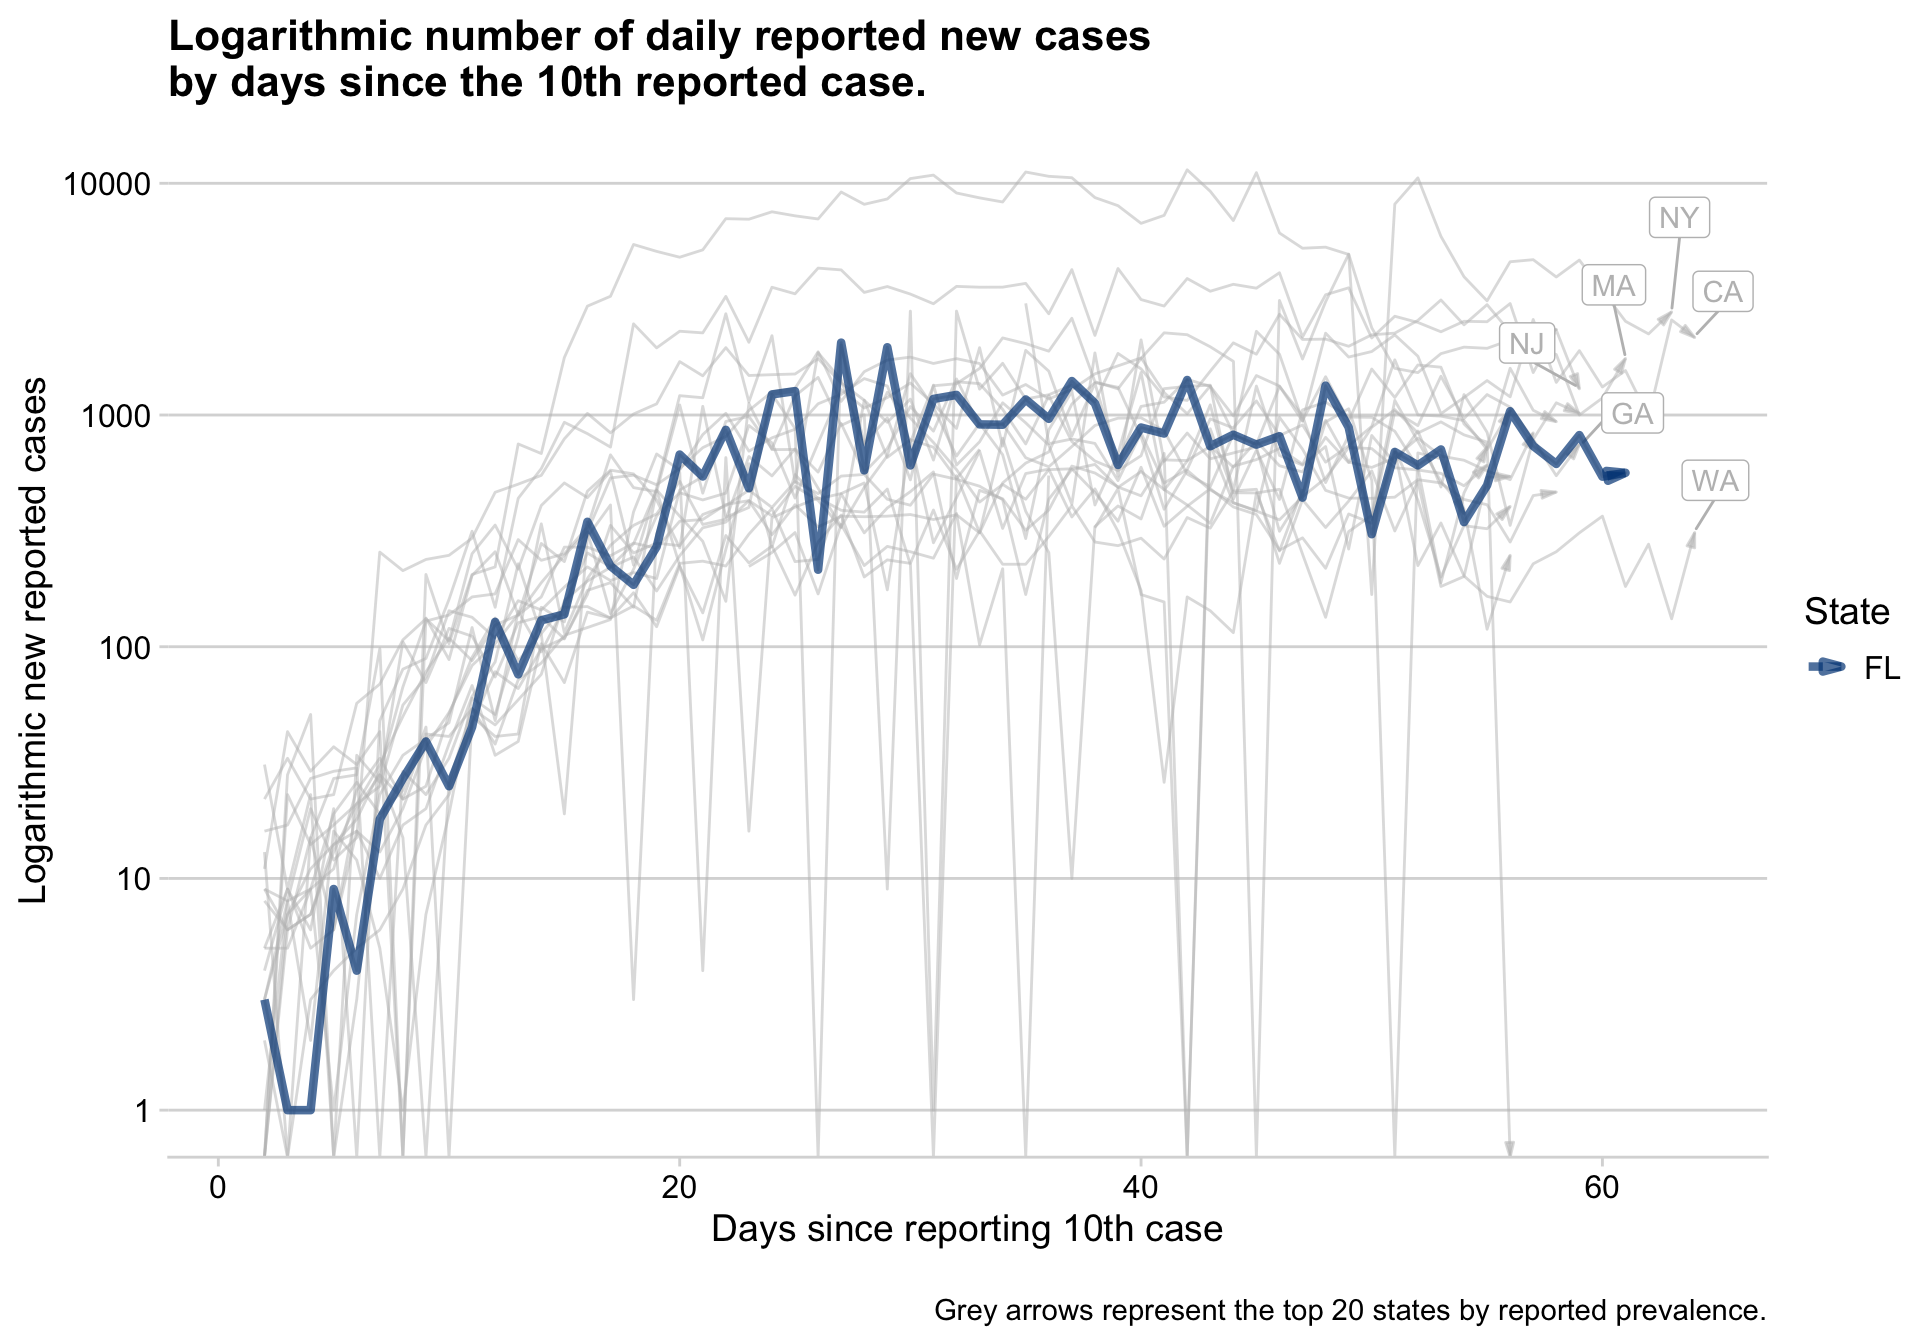 Logarithmic number of daily reported new cases
by days since the 10th reported case.
Logarithmic new reported cases
10000
1000
100
10
1
NY
MA
CA
NJ
GA
WA
State
FL
0
20
40
60
Days since reporting 10th case
Grey arrows represent the top 20 states by reported prevalence.